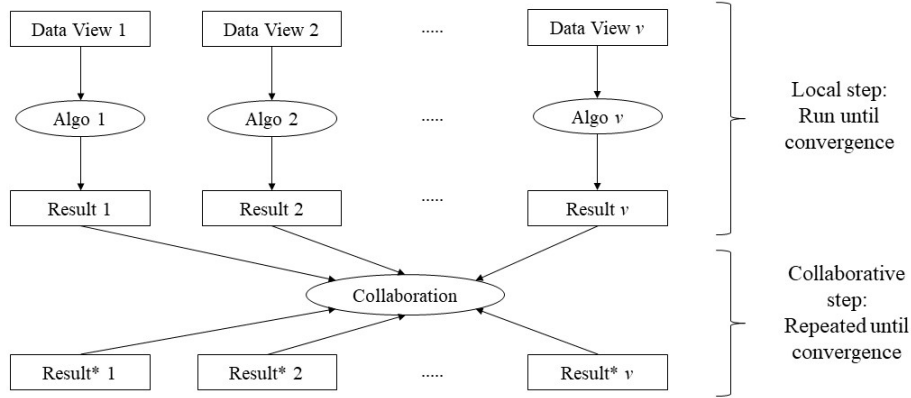 Data View 1
Data View 2
.....
Data View v
Algo 1
Algo 2
.....
Algo v
Local step:
Run until
convergence
Result 1
Result 2
.....
Result v
Collaboration
Collaborative
step:
Repeated until
convergence
Result* 1
Result* 2
.....
Result* v